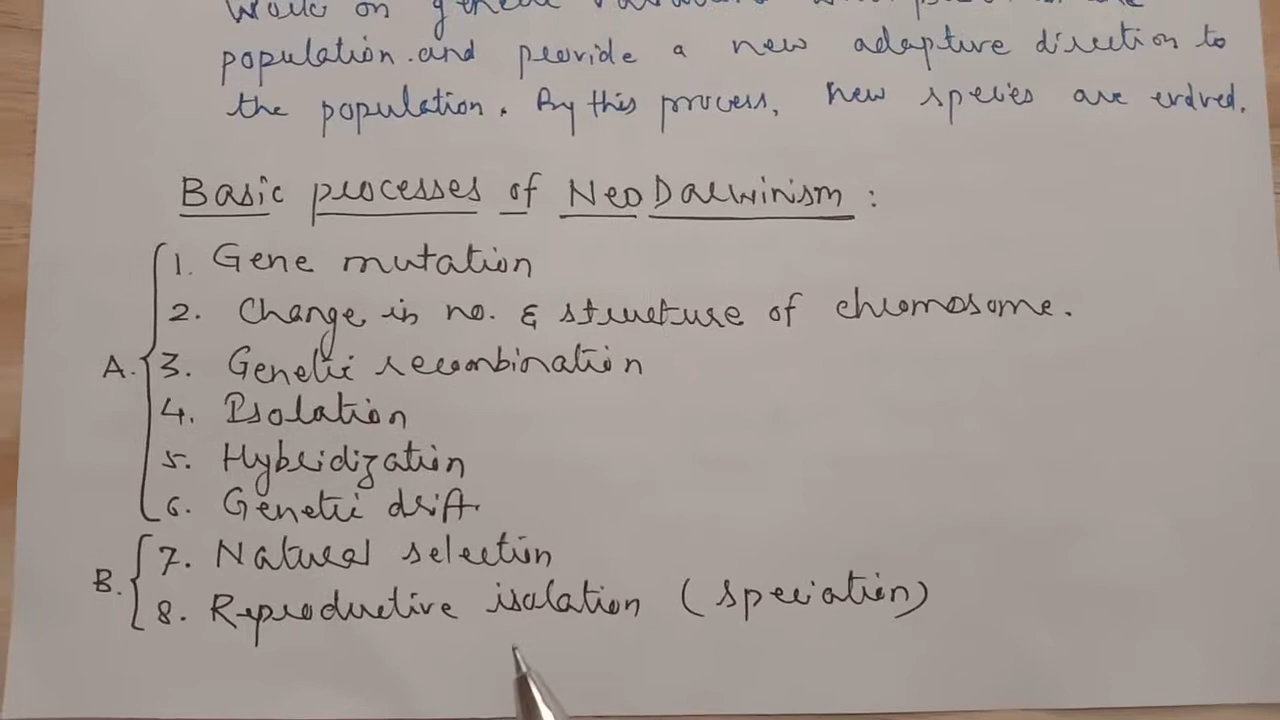 population.and provide a new adaptive direction to
the population. By this process, new species are evolved.
Basic processes of Neo Darwinism :
A.
1. Gene mutation
2. Change in no. & structure of chromosome.
3. Genetic recombination
4. Isolation
5. Hybridization
6. Genetic drift.
B.
7. Natural selection
8. Reproductive isolation (speciation)